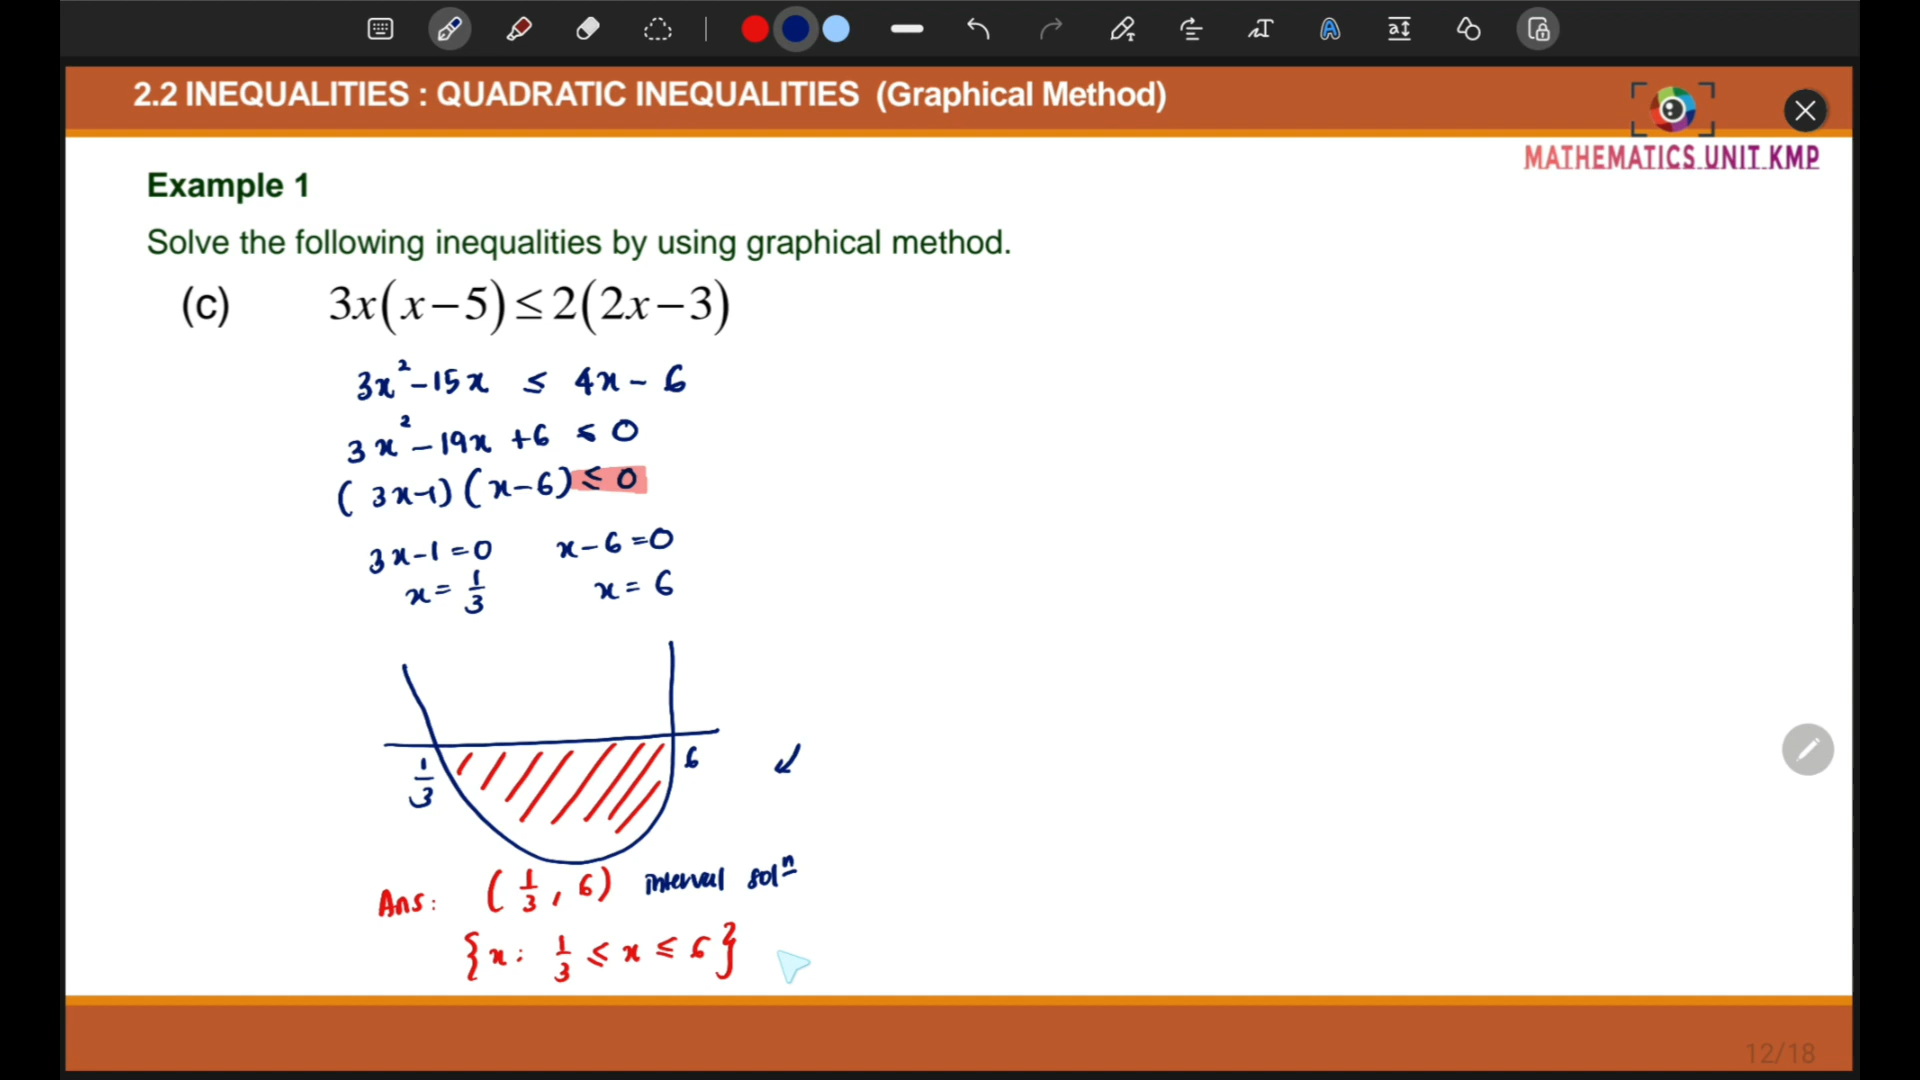 2.2 INEQUALITIES : QUADRATIC INEQUALITIES (Graphical Method)
MATHEMATICS.UNIT.KMP
Example 1
Solve the following inequalities by using graphical method.
(c) 3x(x−5)≤2(2x−3)
3x²-15x ≤ 4x - 6
3x²-19x +6 ≤ 0
(3x-1)(x-6) ≤ 0
3x-1=0 x-6=0
x=1/3 x=6
1/3 6
Ans: (1/3, 6) interval solⁿ
{x: 1/3 ≤ x ≤ 6}
12/18